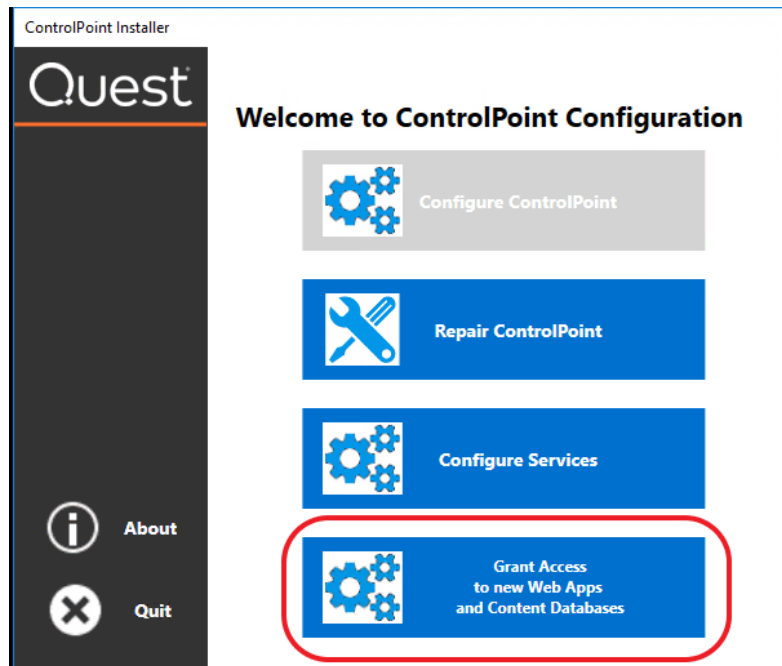 ControlPoint Installer
Quest
Welcome to ControlPoint Configuration
Configure ControlPoint
Repair ControlPoint
Configure Services
Grant Access
to new Web Apps
and Content Databases
About
Quit